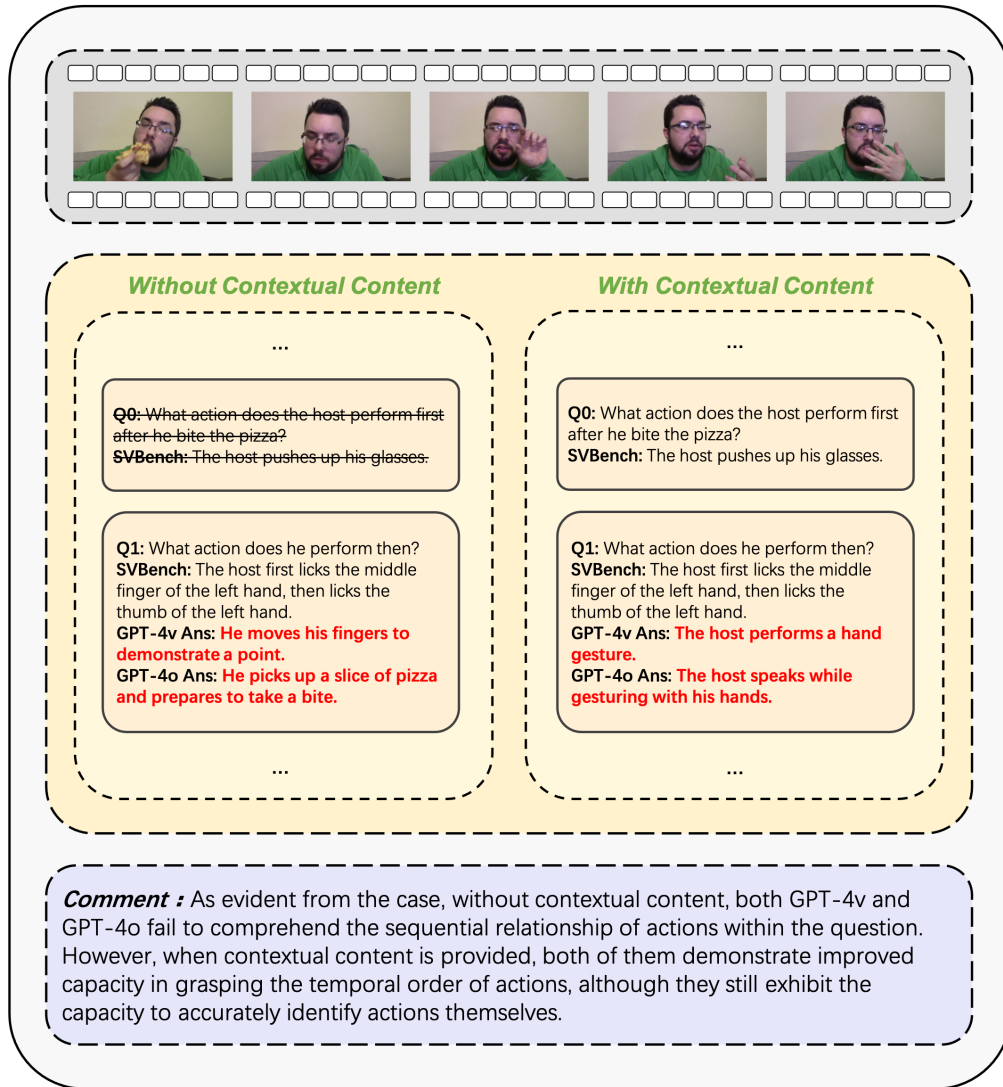 Without Contextual Content
...
Q0: What action does the host perform first
after he bite the pizza?
SVBench: The host pushes up his glasses.
Q1: What action does he perform then?
SVBench: The host first licks the middle
finger of the left hand, then licks the
thumb of the left hand.
GPT-4v Ans: He moves his fingers to
demonstrate a point.
GPT-4o Ans: He picks up a slice of pizza
and prepares to take a bite.
...
With Contextual Content
...
Q0: What action does the host perform first
after he bite the pizza?
SVBench: The host pushes up his glasses.
Q1: What action does he perform then?
SVBench: The host first licks the middle
finger of the left hand, then licks the
thumb of the left hand.
GPT-4v Ans: The host performs a hand
gesture.
GPT-4o Ans: The host speaks while
gesturing with his hands.
...
Comment : As evident from the case, without contextual content, both GPT-4v and
GPT-4o fail to comprehend the sequential relationship of actions within the question.
However, when contextual content is provided, both of them demonstrate improved
capacity in grasping the temporal order of actions, although they still exhibit the
capacity to accurately identify actions themselves.